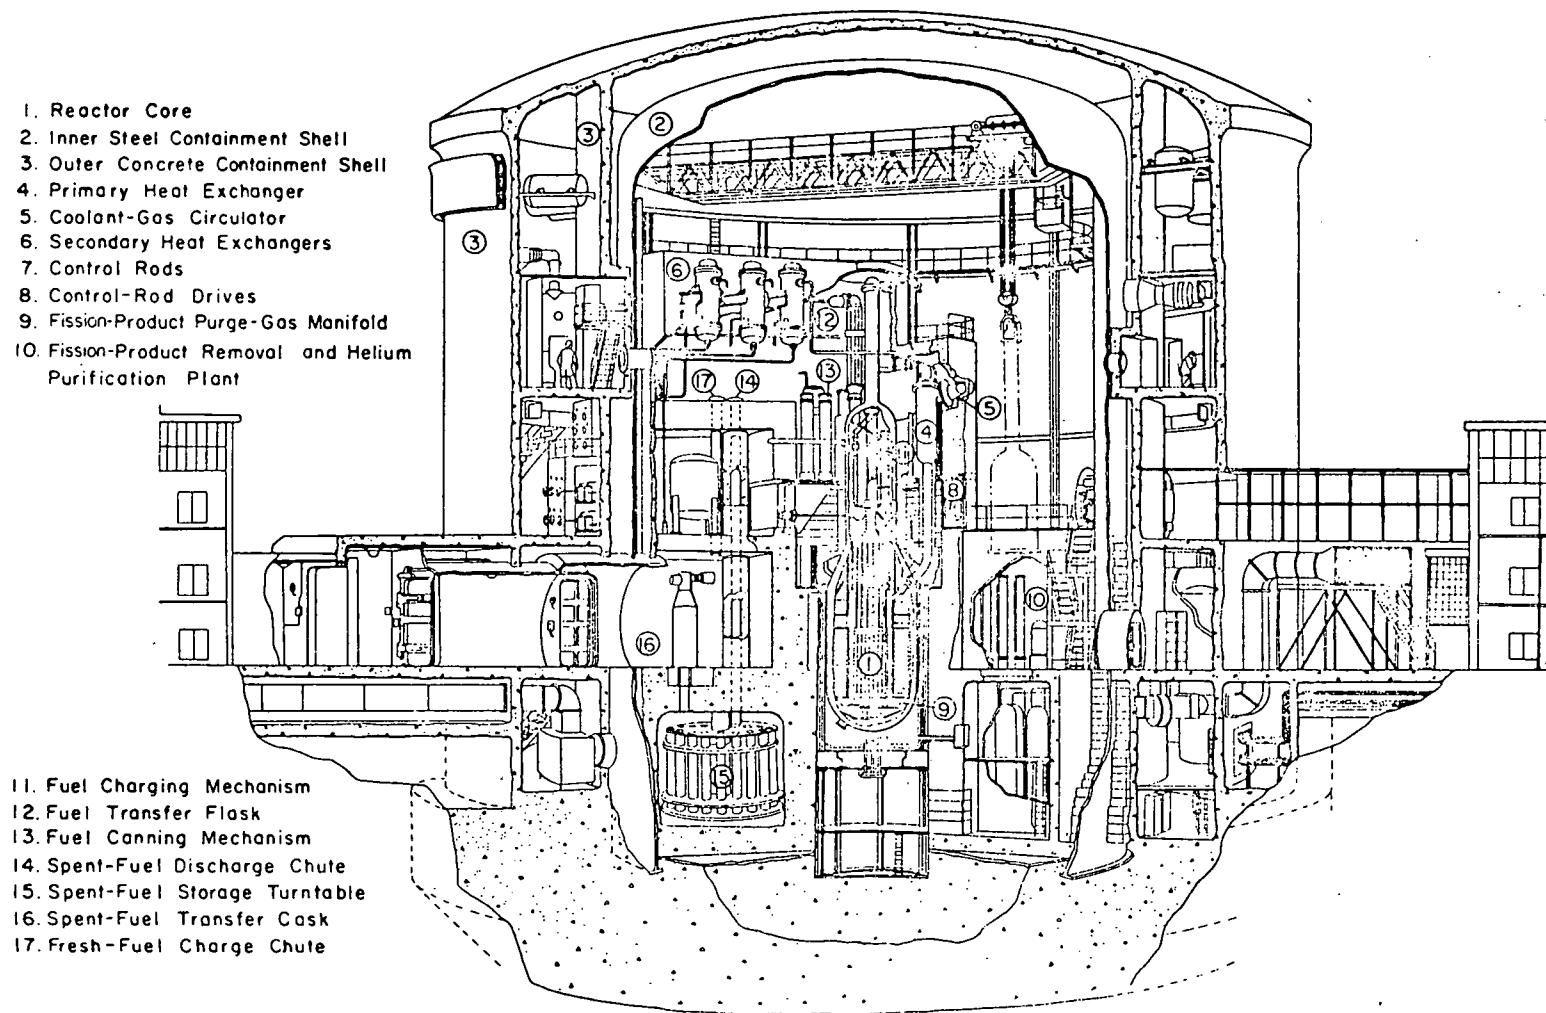 1. Reactor Core
2. Inner Steel Containment Shell
3. Outer Concrete Containment Shell
4. Primary Heat Exchanger
5. Coolant-Gas Circulator
6. Secondary Heat Exchangers
7. Control Rods
8. Control-Rod Drives
9. Fission-Product Purge-Gas Manifold
10. Fission-Product Removal and Helium
Purification Plant
3
2
3
6
12
17
14
13
5
4
8
10
16
1
9
15
11. Fuel Charging Mechanism
12. Fuel Transfer Flask
13. Fuel Canning Mechanism
14. Spent-Fuel Discharge Chute
15. Spent-Fuel Storage Turntable
16. Spent-Fuel Transfer Cask
17. Fresh-Fuel Charge Chute